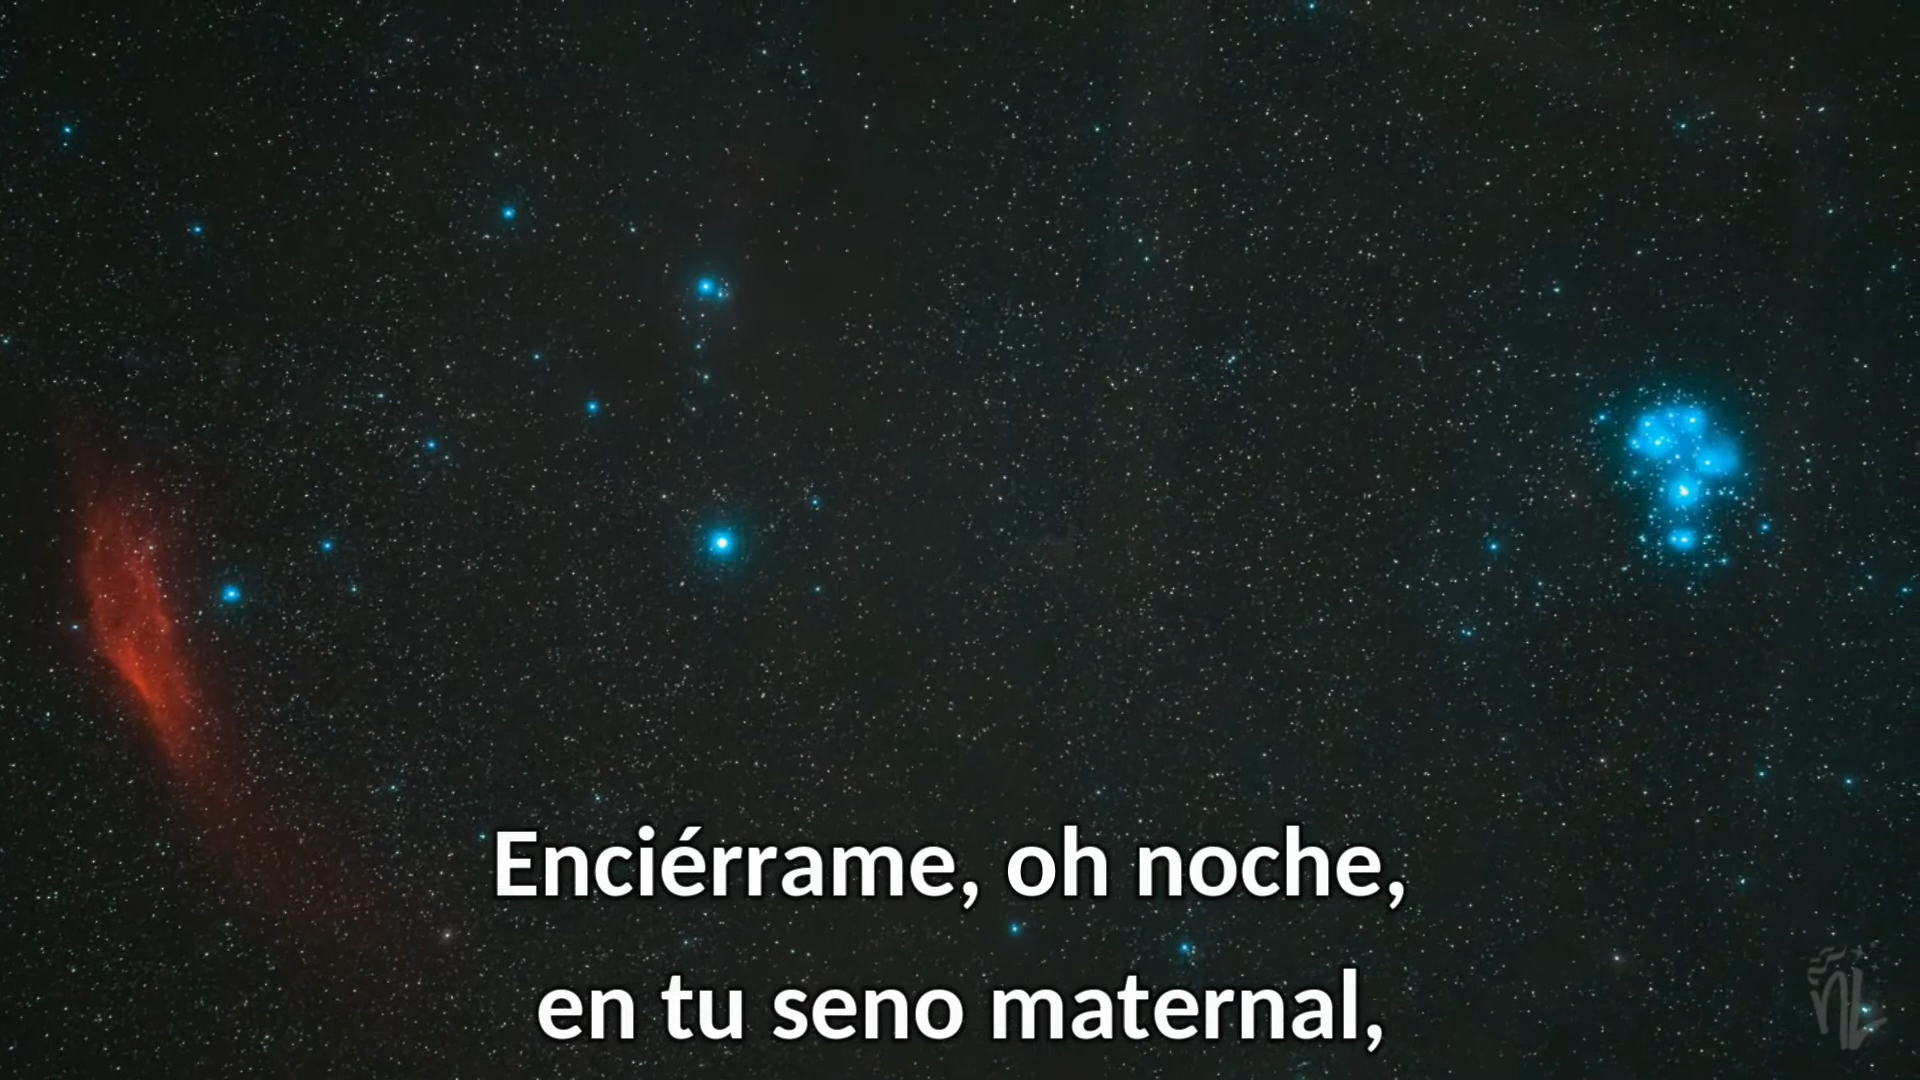 Enciérrame, oh noche,
en tu seno maternal,